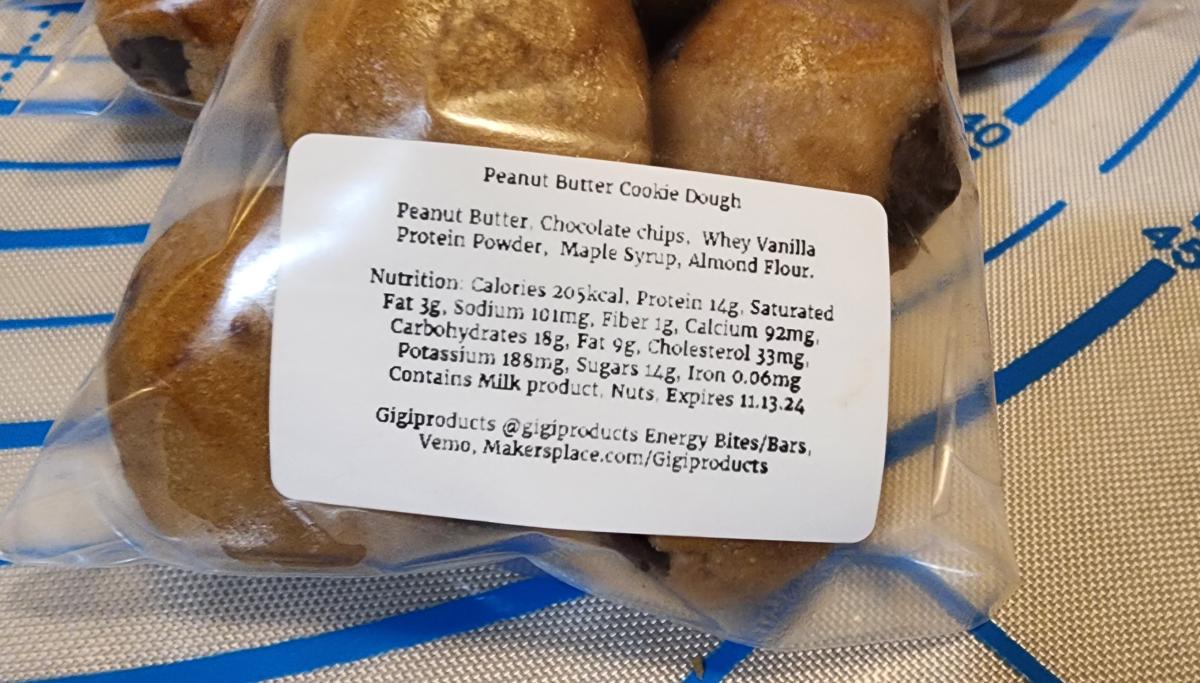 Peanut Butter Cookie Dough
Peanut Butter, Chocolate chips, Whey Vanilla
Protein Powder, Maple Syrup, Almond Flour.
Nutrition: Calories 205kcal, Protein 14g, Saturated
Fat 3g, Sodium 101mg, Fiber 1g, Calcium 92mg,
Carbohydrates 18g, Fat 9g, Cholesterol 33mg,
Potassium 188mg, Sugars 14g, Iron 0.06mg
Contains Milk product, Nuts, Expires 11.13.24
Gigiproducts @gigiproducts Energy Bites/Bars,
Vemo, Makersplace.com/Gigiproducts
40
45